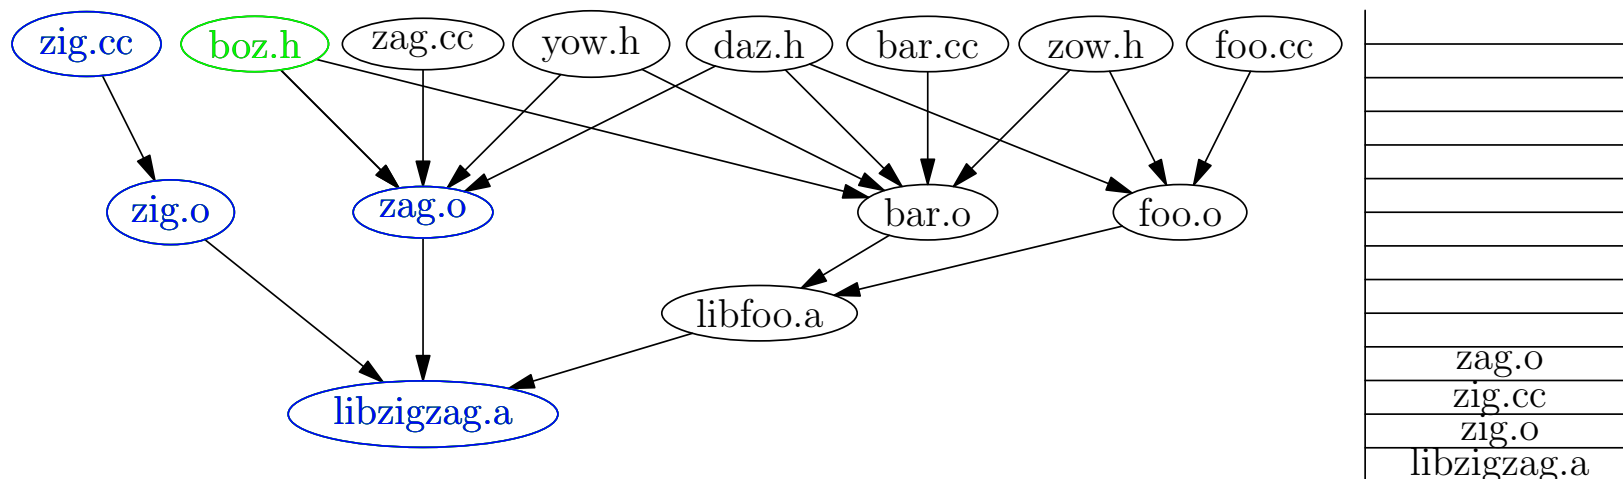 zig.cc boz.h zag.cc yow.h daz.h bar.cc zow.h foo.cc
zig.o zag.o bar.o foo.o
libfoo.a
libzigzag.a
zag.o
zig.cc
zig.o
libzigzag.a